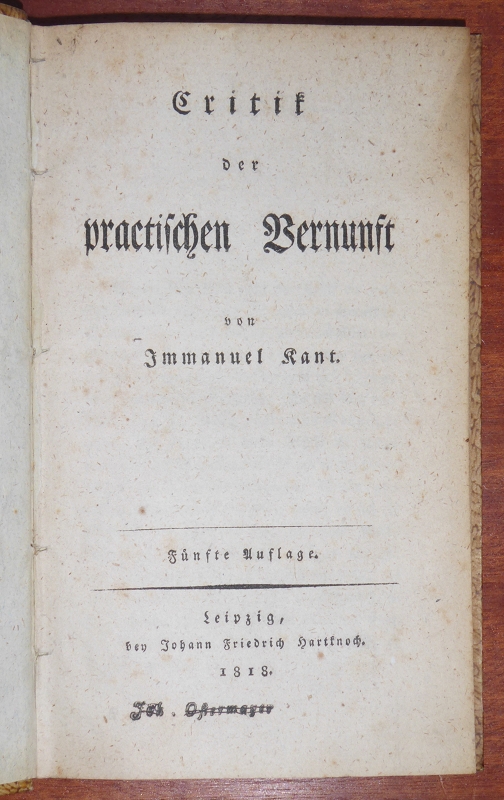 Critik
der
practischen Vernunft
von
Immanuel Kant.
Fünfte Auflage.
Leipzig,
bey Johann Friedrich Hartknoch.
1818.